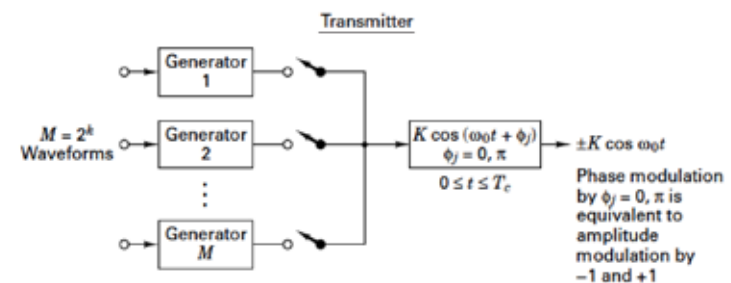 Transmitter
Generator
1
M = 2^k
Waveforms
Generator
2
⋮
Generator
M
K cos (ω₀t + ϕⱼ)
ϕⱼ = 0, π
0 ≤ t ≤ T_c
±K cos ω₀t
Phase modulation
by ϕⱼ = 0, π is
equivalent to
amplitude
modulation by
−1 and +1